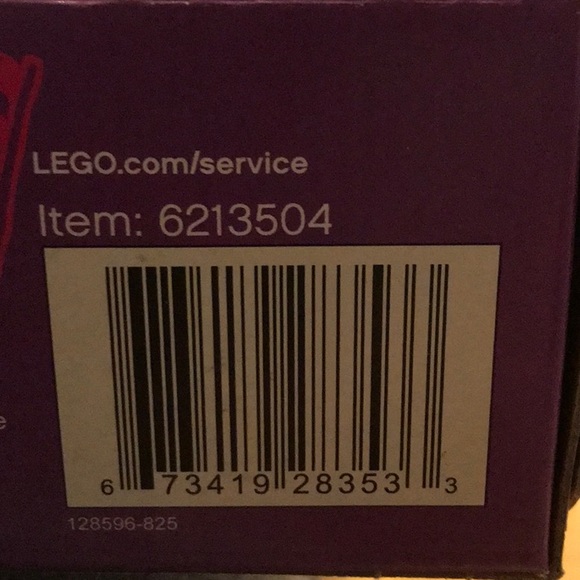 LEGO.com/service
Item: 6213504
6 73419 28353 3
128596-825